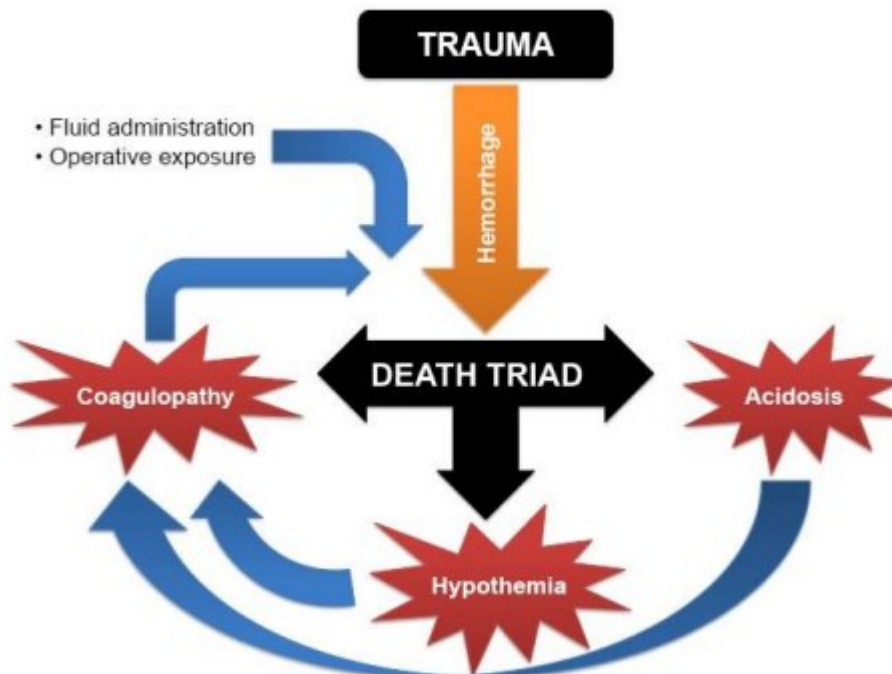 TRAUMA
• Fluid administration
• Operative exposure
Hemorrhage
DEATH TRIAD
Coagulopathy
Acidosis
Hypothemia